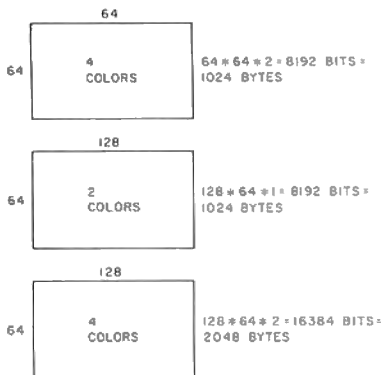 64
64
4
COLORS
64 * 64 * 2 = 8192 BITS =
1024 BYTES
128
64
2
COLORS
128 * 64 * 1 = 8192 BITS =
1024 BYTES
128
64
4
COLORS
128 * 64 * 2 = 16384 BITS =
2048 BYTES